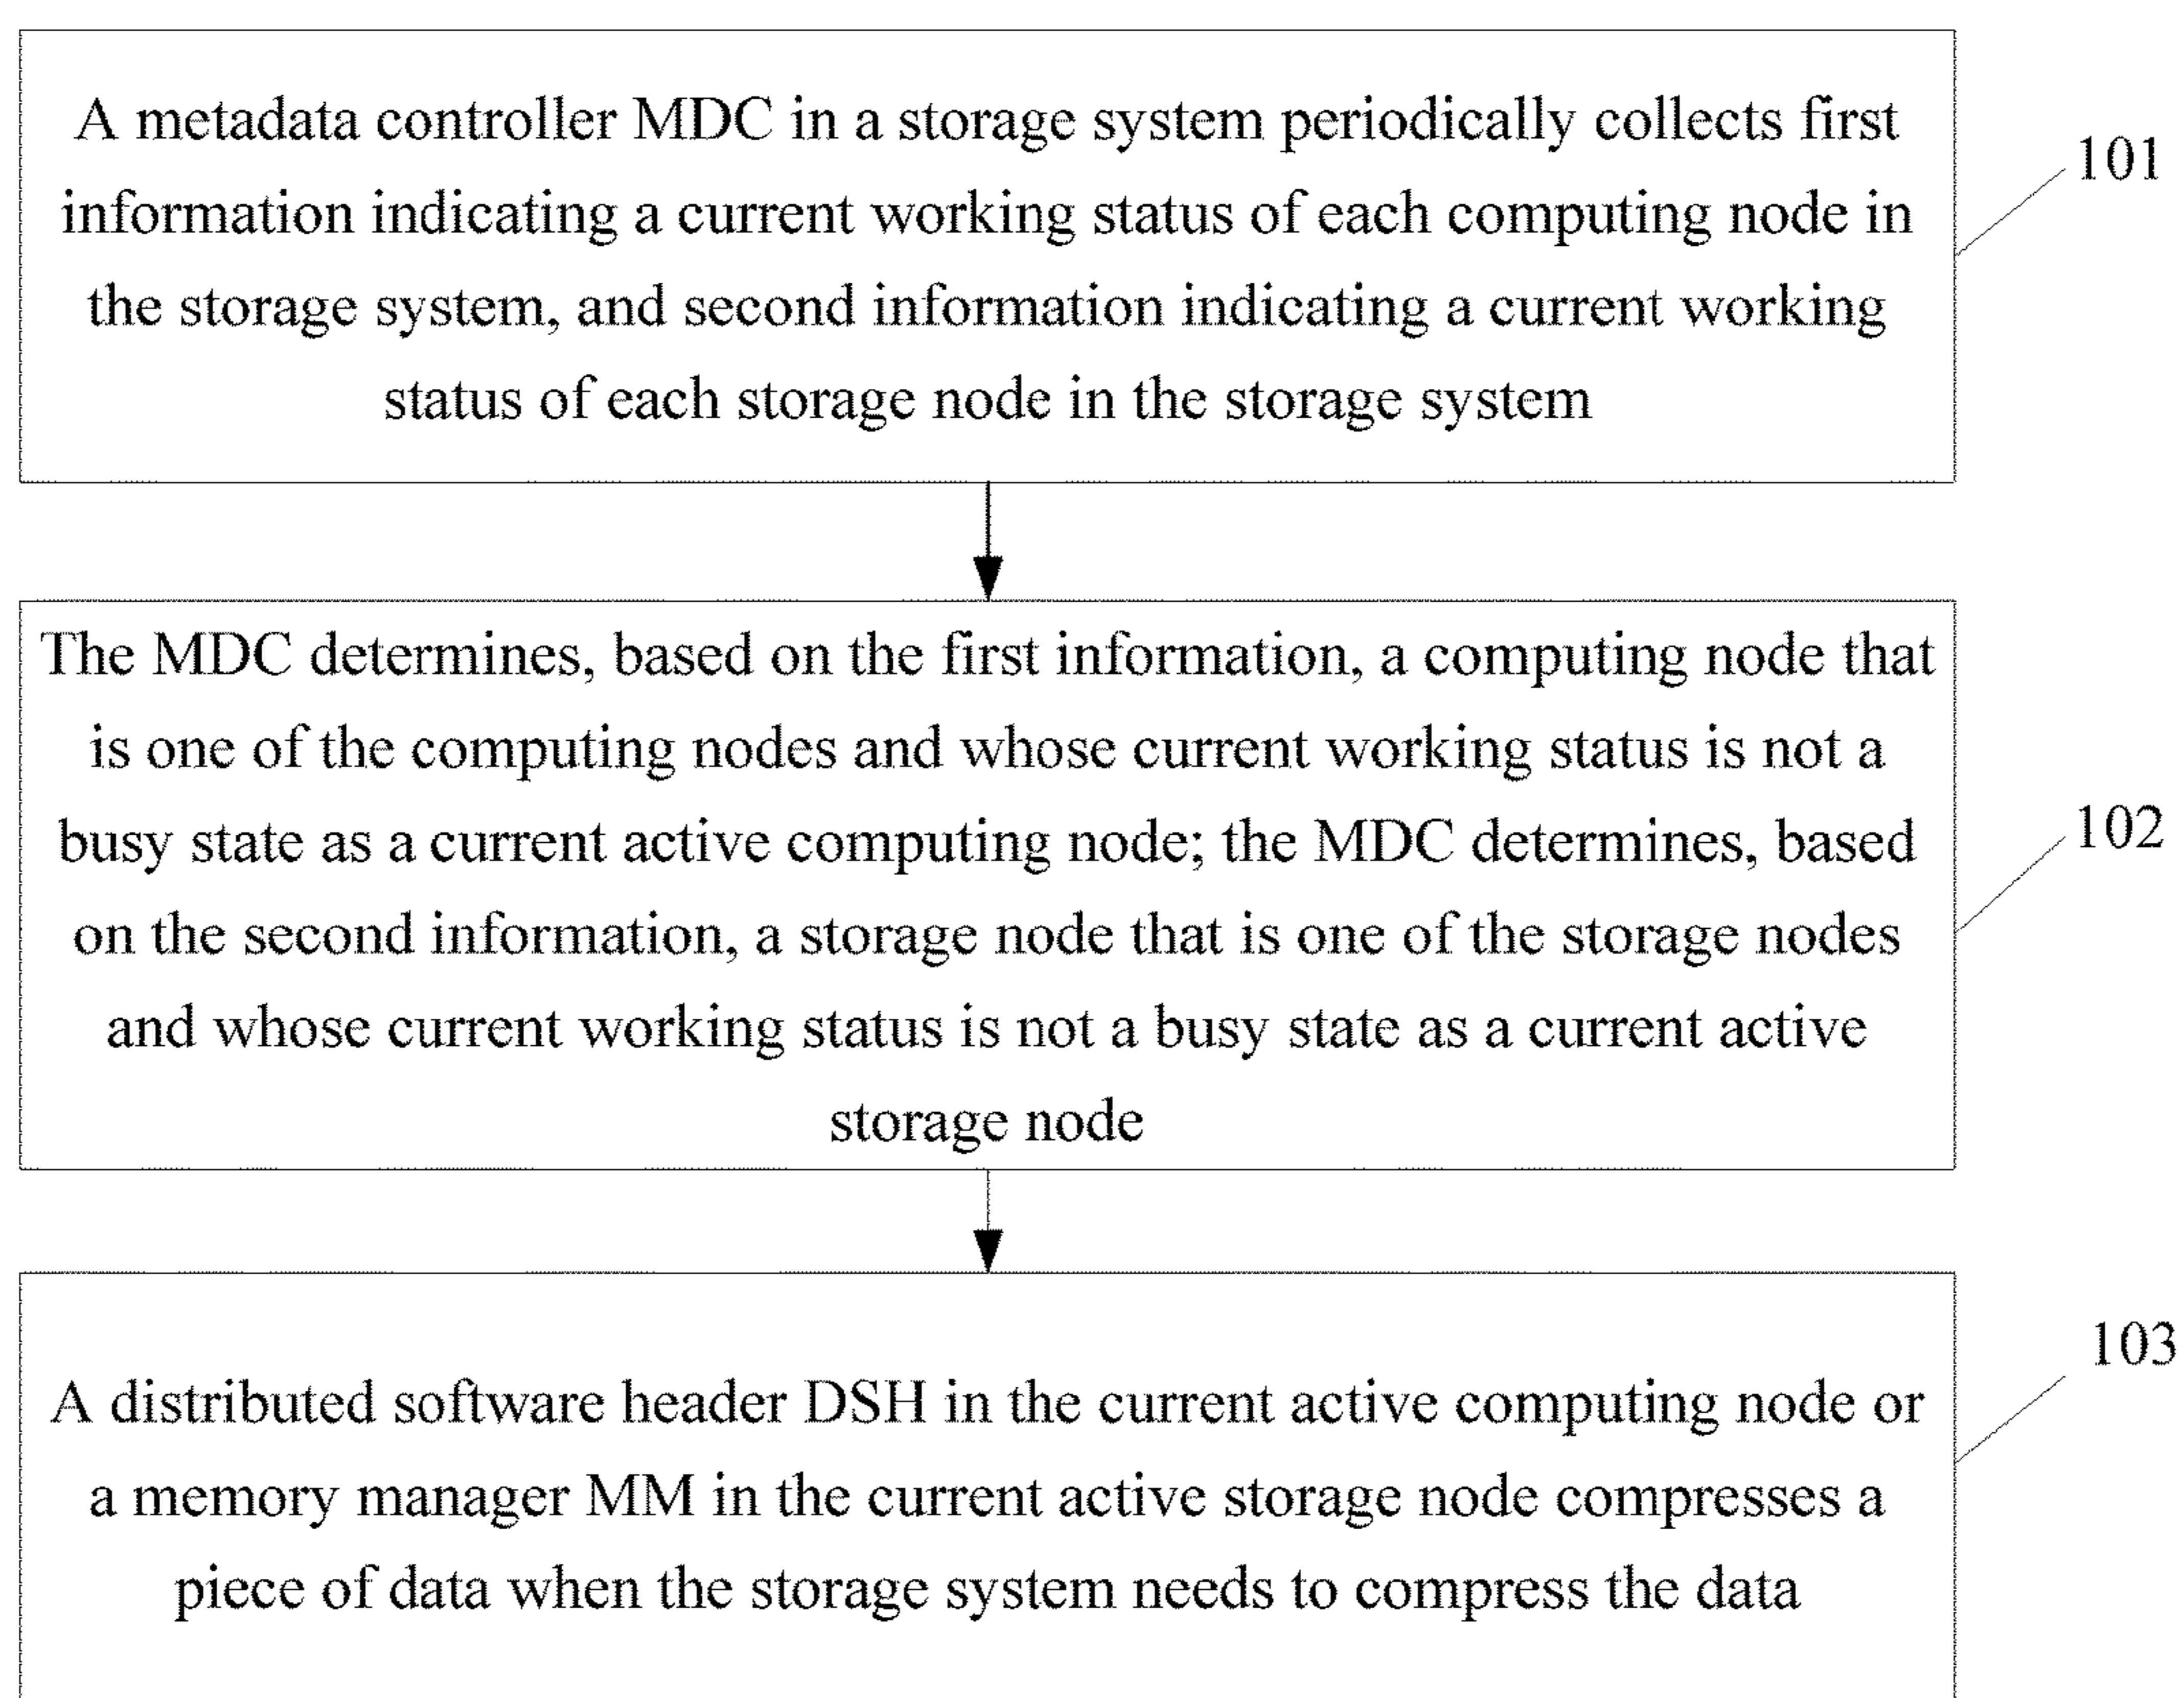 A metadata controller MDC in a storage system periodically collects first
information indicating a current working status of each computing node in
the storage system, and second information indicating a current working
status of each storage node in the storage system
101
The MDC determines, based on the first information, a computing node that
is one of the computing nodes and whose current working status is not a
busy state as a current active computing node; the MDC determines, based
on the second information, a storage node that is one of the storage nodes
and whose current working status is not a busy state as a current active
storage node
102
A distributed software header DSH in the current active computing node or
a memory manager MM in the current active storage node compresses a
piece of data when the storage system needs to compress the data
103